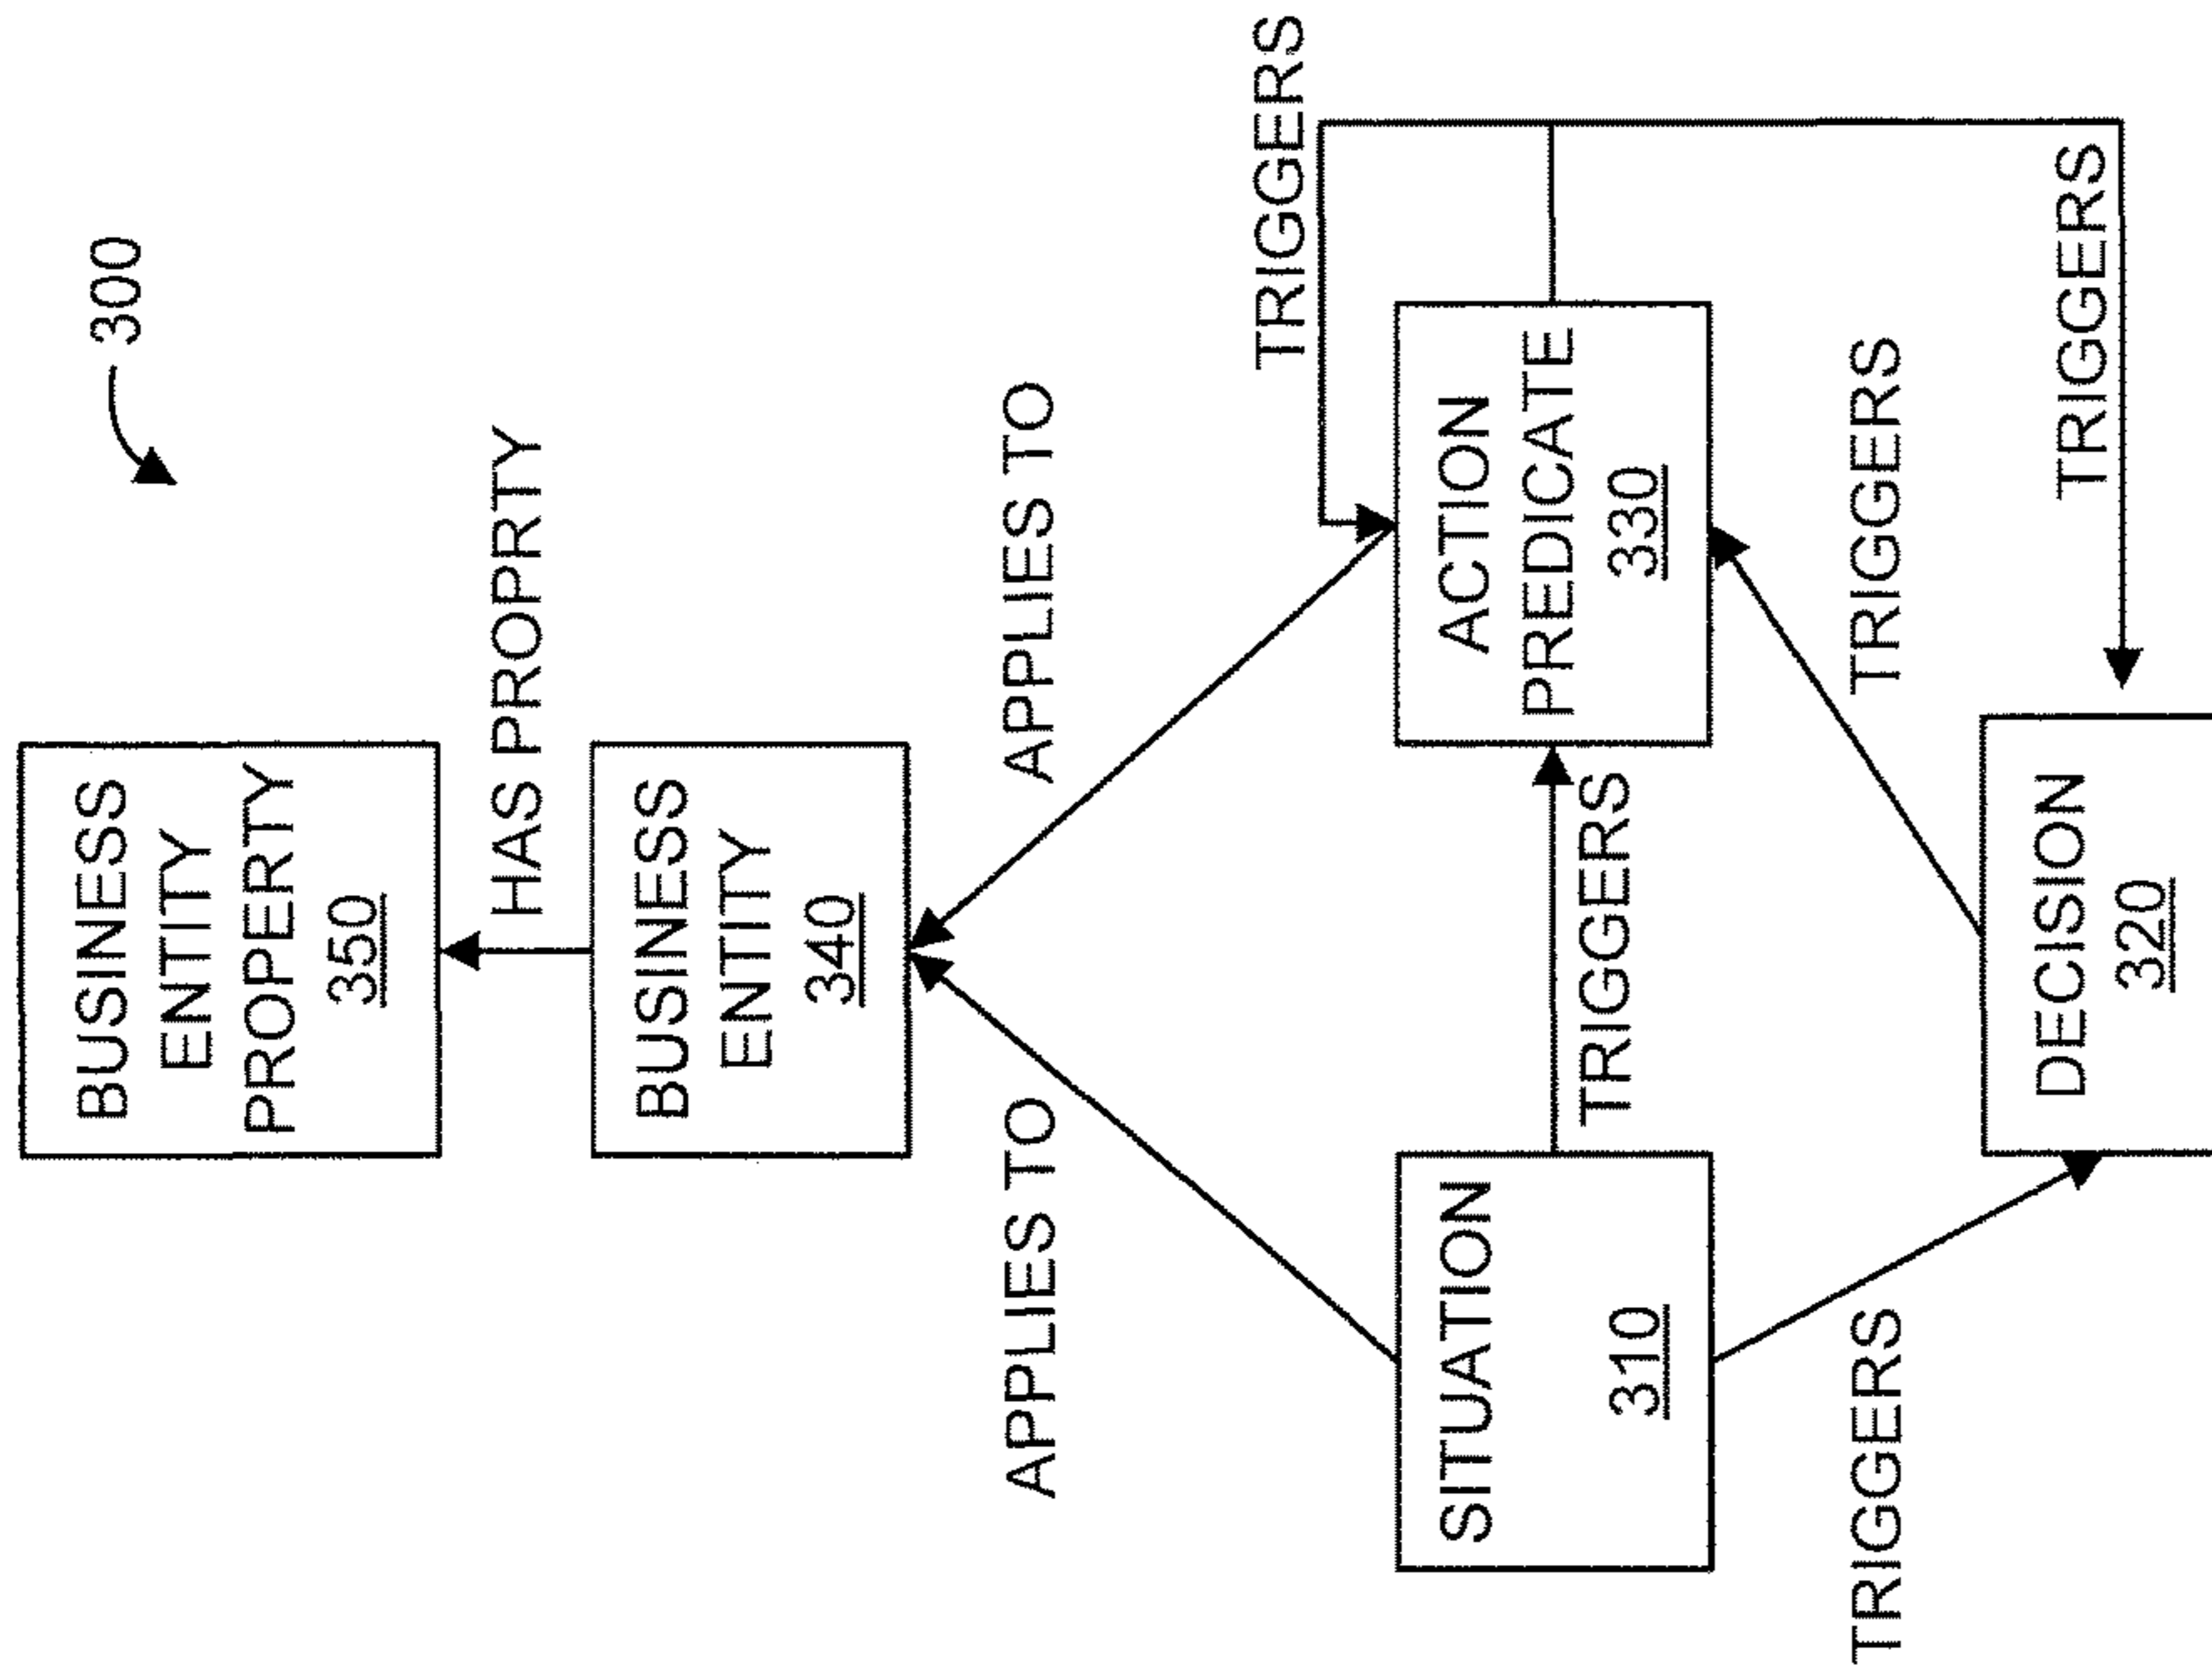 300
BUSINESS
ENTITY
PROPERTY
350
HAS PROPRTY
BUSINESS
ENTITY
340
APPLIES TO
APPLIES TO
TRIGGERS
SITUATION
310
TRIGGERS
ACTION
PREDICATE
330
TRIGGERS
TRIGGERS
DECISION
320
TRIGGERS